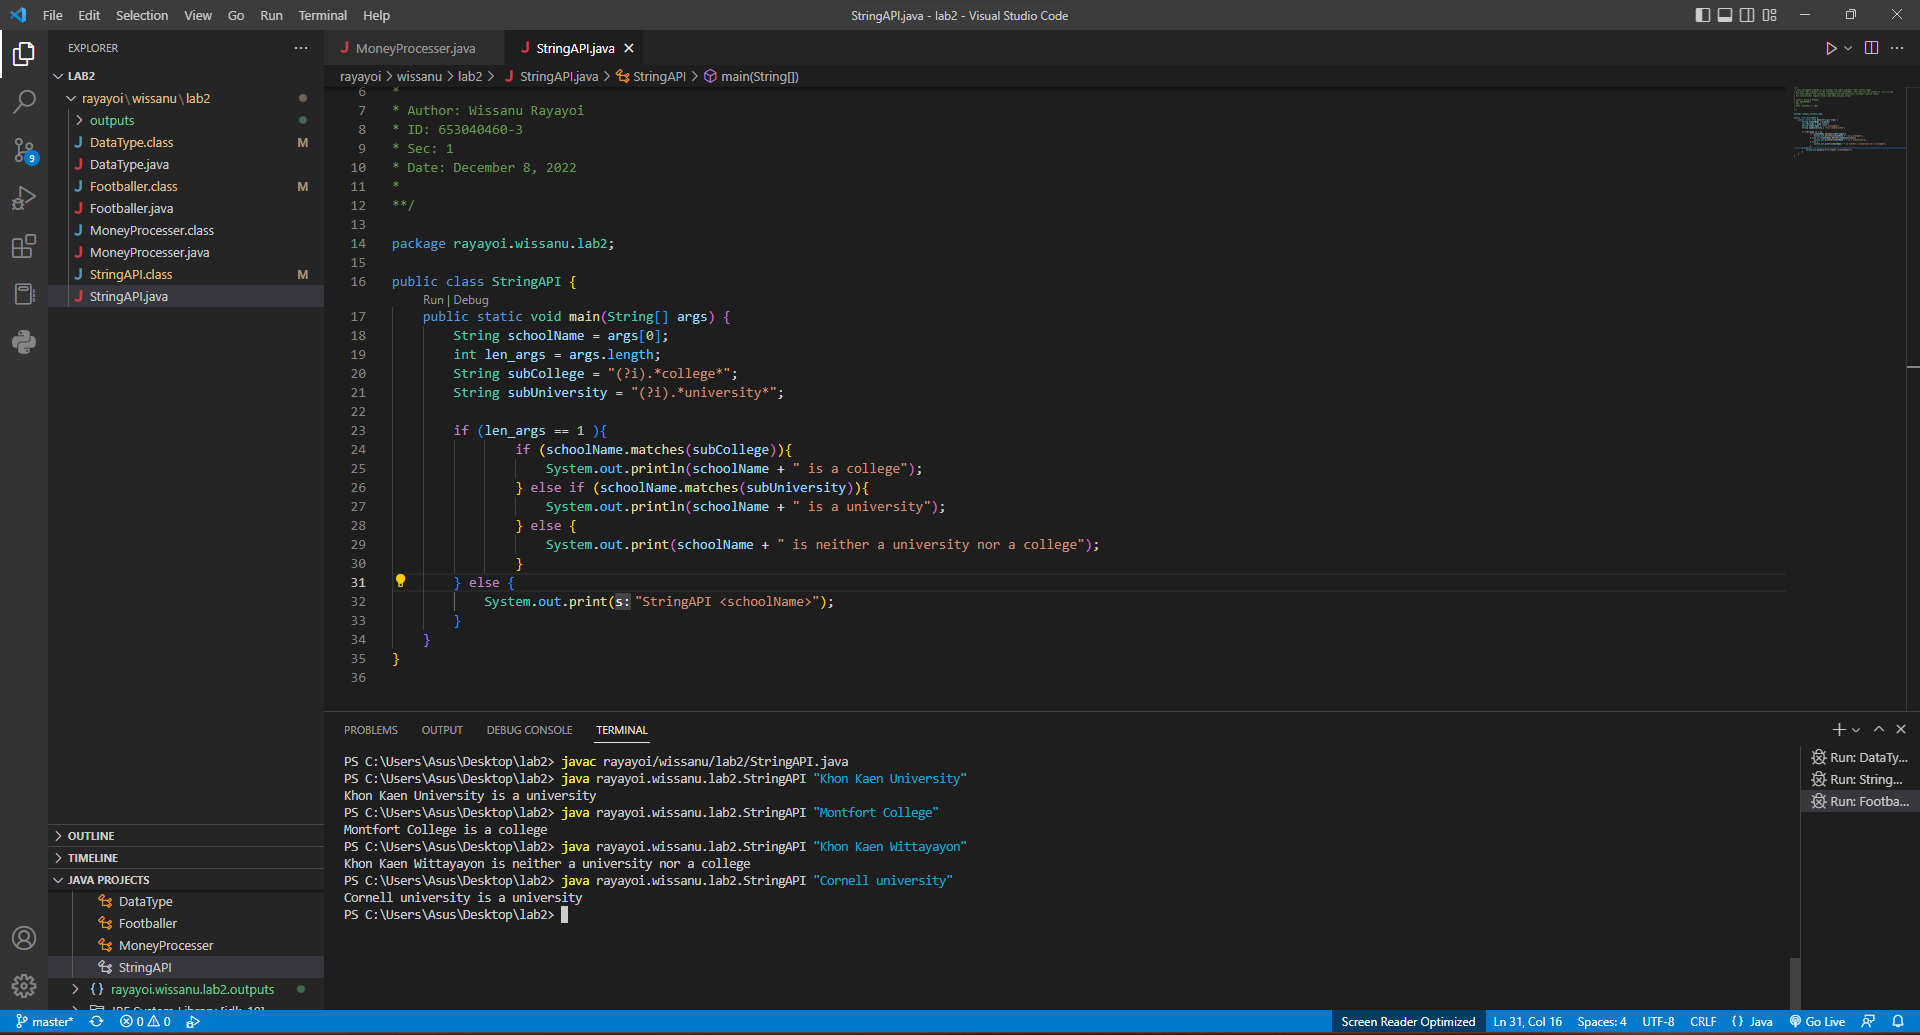 File Edit Selection View Go Run Terminal Help
StringAPI.java - lab2 - Visual Studio Code
EXPLORER
LAB2
rayayoi\wissanu\lab2
outputs
DataType.class M
DataType.java
Footballer.class M
Footballer.java
MoneyProcesser.class
MoneyProcesser.java
StringAPI.class M
StringAPI.java
9
OUTLINE
TIMELINE
JAVA PROJECTS
DataType
Footballer
MoneyProcesser
StringAPI
{} rayayoi.wissanu.lab2.outputs
MoneyProcesser.java StringAPI.java
rayayoi > wissanu > lab2 > StringAPI.java > StringAPI > main(String[])
6 *
7 * Author: Wissanu Rayayoi
8 * ID: 653040460-3
9 * Sec: 1
10 * Date: December 8, 2022
11 *
12 **/
13
14 package rayayoi.wissanu.lab2;
15
16 public class StringAPI {
Run | Debug
17 public static void main(String[] args) {
18 String schoolName = args[0];
19 int len_args = args.length;
20 String subCollege = "(?i).*college*";
21 String subUniversity = "(?i).*university*";
22
23 if (len_args == 1 ){
24 if (schoolName.matches(subCollege)){
25 System.out.println(schoolName + " is a college");
26 } else if (schoolName.matches(subUniversity)){
27 System.out.println(schoolName + " is a university");
28 } else {
29 System.out.print(schoolName + " is neither a university nor a college");
30 }
31 } else {
32 System.out.print(s: "StringAPI <schoolName>");
33 }
34 }
35 }
36
PROBLEMS OUTPUT DEBUG CONSOLE TERMINAL
PS C:\Users\Asus\Desktop\lab2> javac rayayoi/wissanu/lab2/StringAPI.java
PS C:\Users\Asus\Desktop\lab2> java rayayoi.wissanu.lab2.StringAPI "Khon Kaen University"
Khon Kaen University is a university
PS C:\Users\Asus\Desktop\lab2> java rayayoi.wissanu.lab2.StringAPI "Montfort College"
Montfort College is a college
PS C:\Users\Asus\Desktop\lab2> java rayayoi.wissanu.lab2.StringAPI "Khon Kaen Wittayayon"
Khon Kaen Wittayayon is neither a university nor a college
PS C:\Users\Asus\Desktop\lab2> java rayayoi.wissanu.lab2.StringAPI "Cornell university"
Cornell university is a university
PS C:\Users\Asus\Desktop\lab2>
Run: DataTy...
Run: String...
Run: Footba...
master* 0 0
Screen Reader Optimized Ln 31, Col 16 Spaces: 4 UTF-8 CRLF {} Java Go Live